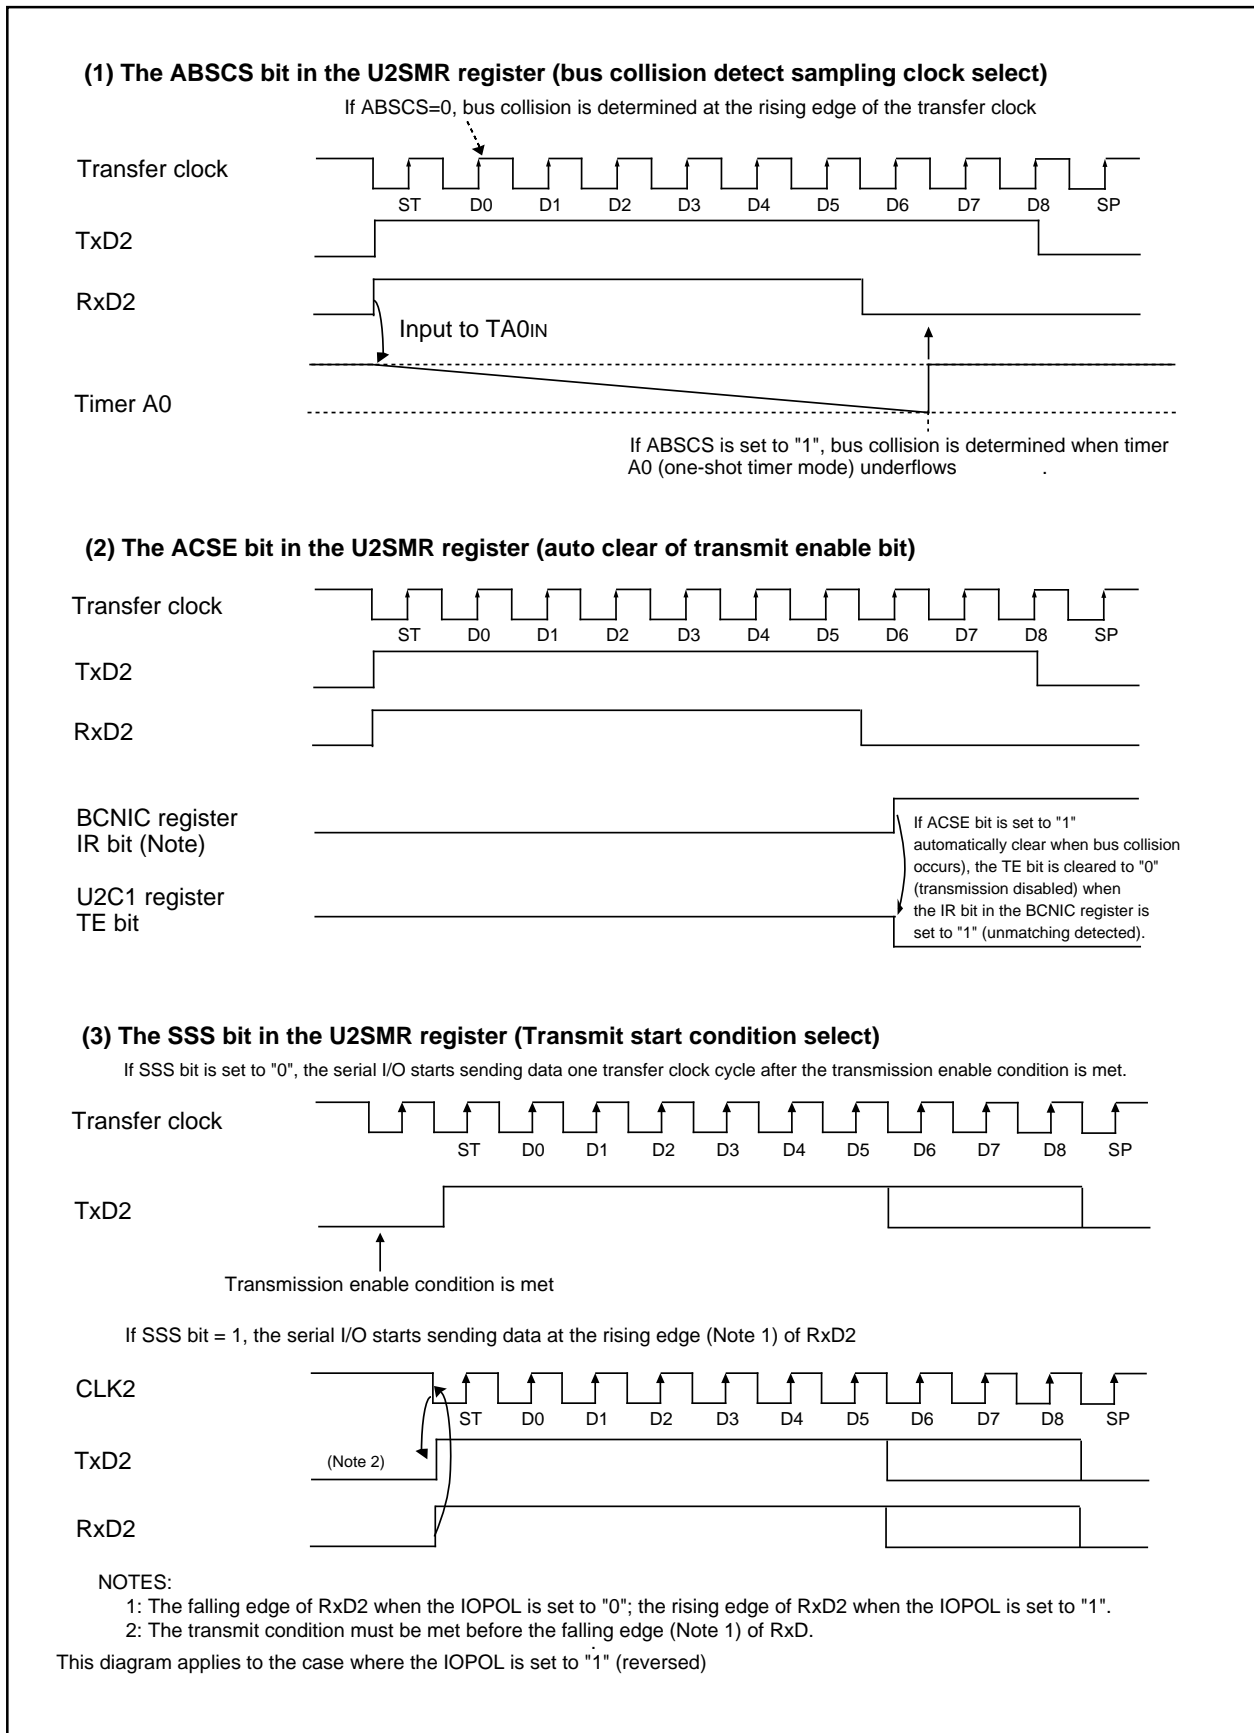 (1) The ABSCS bit in the U2SMR register (bus collision detect sampling clock select)
If ABSCS=0, bus collision is determined at the rising edge of the transfer clock
Transfer clock
ST D0 D1 D2 D3 D4 D5 D6 D7 D8 SP
TxD2
RxD2
Input to TA0IN
Timer A0
If ABSCS is set to "1", bus collision is determined when timer
A0 (one-shot timer mode) underflows .
(2) The ACSE bit in the U2SMR register (auto clear of transmit enable bit)
Transfer clock
ST D0 D1 D2 D3 D4 D5 D6 D7 D8 SP
TxD2
RxD2
BCNIC register
IR bit (Note)
U2C1 register
TE bit
If ACSE bit is set to "1"
automatically clear when bus collision
occurs), the TE bit is cleared to "0"
(transmission disabled) when
the IR bit in the BCNIC register is
set to "1" (unmatching detected).
(3) The SSS bit in the U2SMR register (Transmit start condition select)
If SSS bit is set to "0", the serial I/O starts sending data one transfer clock cycle after the transmission enable condition is met.
Transfer clock
ST D0 D1 D2 D3 D4 D5 D6 D7 D8 SP
TxD2
Transmission enable condition is met
If SSS bit = 1, the serial I/O starts sending data at the rising edge (Note 1) of RxD2
CLK2
ST D0 D1 D2 D3 D4 D5 D6 D7 D8 SP
TxD2
(Note 2)
RxD2
NOTES:
1: The falling edge of RxD2 when the IOPOL is set to "0"; the rising edge of RxD2 when the IOPOL is set to "1".
2: The transmit condition must be met before the falling edge (Note 1) of RxD.
.
This diagram applies to the case where the IOPOL is set to "1" (reversed)